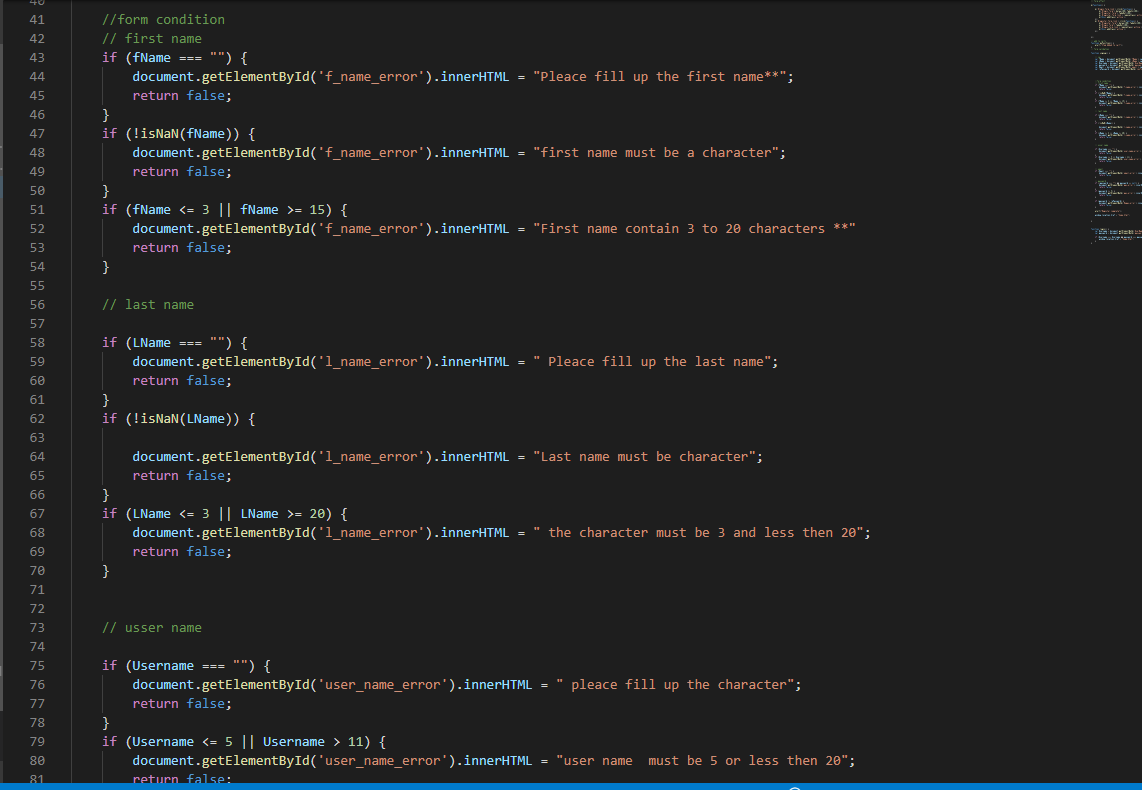 40
41 //form condition
42 // first name
43 if (fName === "") {
44 document.getElementById('f_name_error').innerHTML = "Pleace fill up the first name**";
45 return false;
46 }
47 if (!isNaN(fName)) {
48 document.getElementById('f_name_error').innerHTML = "first name must be a character";
49 return false;
50 }
51 if (fName <= 3 || fName >= 15) {
52 document.getElementById('f_name_error').innerHTML = "First name contain 3 to 20 characters **"
53 return false;
54 }
55
56 // last name
57
58 if (LName === "") {
59 document.getElementById('l_name_error').innerHTML = " Pleace fill up the last name";
60 return false;
61 }
62 if (!isNaN(LName)) {
63
64 document.getElementById('l_name_error').innerHTML = "Last name must be character";
65 return false;
66 }
67 if (LName <= 3 || LName >= 20) {
68 document.getElementById('l_name_error').innerHTML = " the character must be 3 and less then 20";
69 return false;
70 }
71
72
73 // usser name
74
75 if (Username === "") {
76 document.getElementById('user_name_error').innerHTML = " pleace fill up the character";
77 return false;
78 }
79 if (Username <= 5 || Username > 11) {
80 document.getElementById('user_name_error').innerHTML = "user name  must be 5 or less then 20";
81 return false;